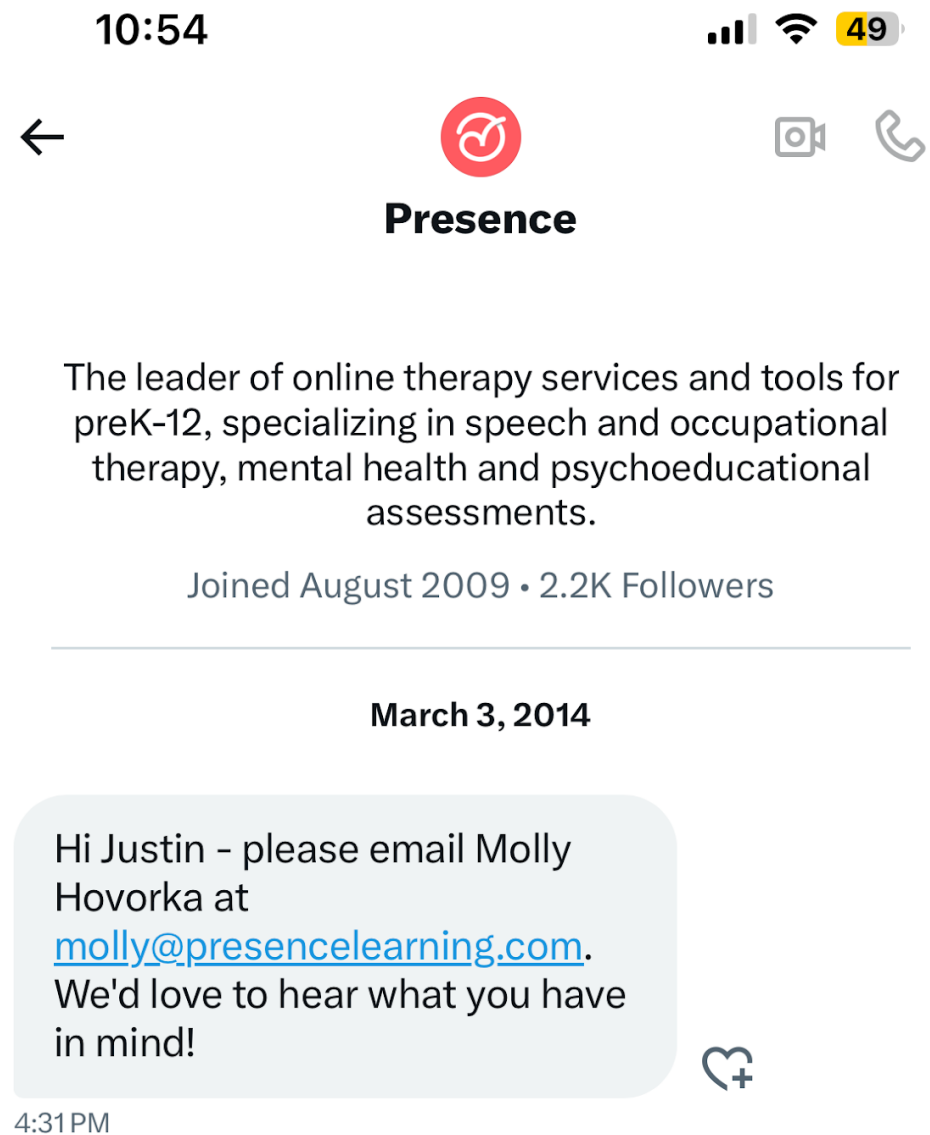 10:54
49
Presence
The leader of online therapy services and tools for
preK-12, specializing in speech and occupational
therapy, mental health and psychoeducational
assessments.
Joined August 2009 • 2.2K Followers
March 3, 2014
Hi Justin - please email Molly
Hovorka at
molly@presencelearning.com.
We'd love to hear what you have
in mind!
4:31 PM